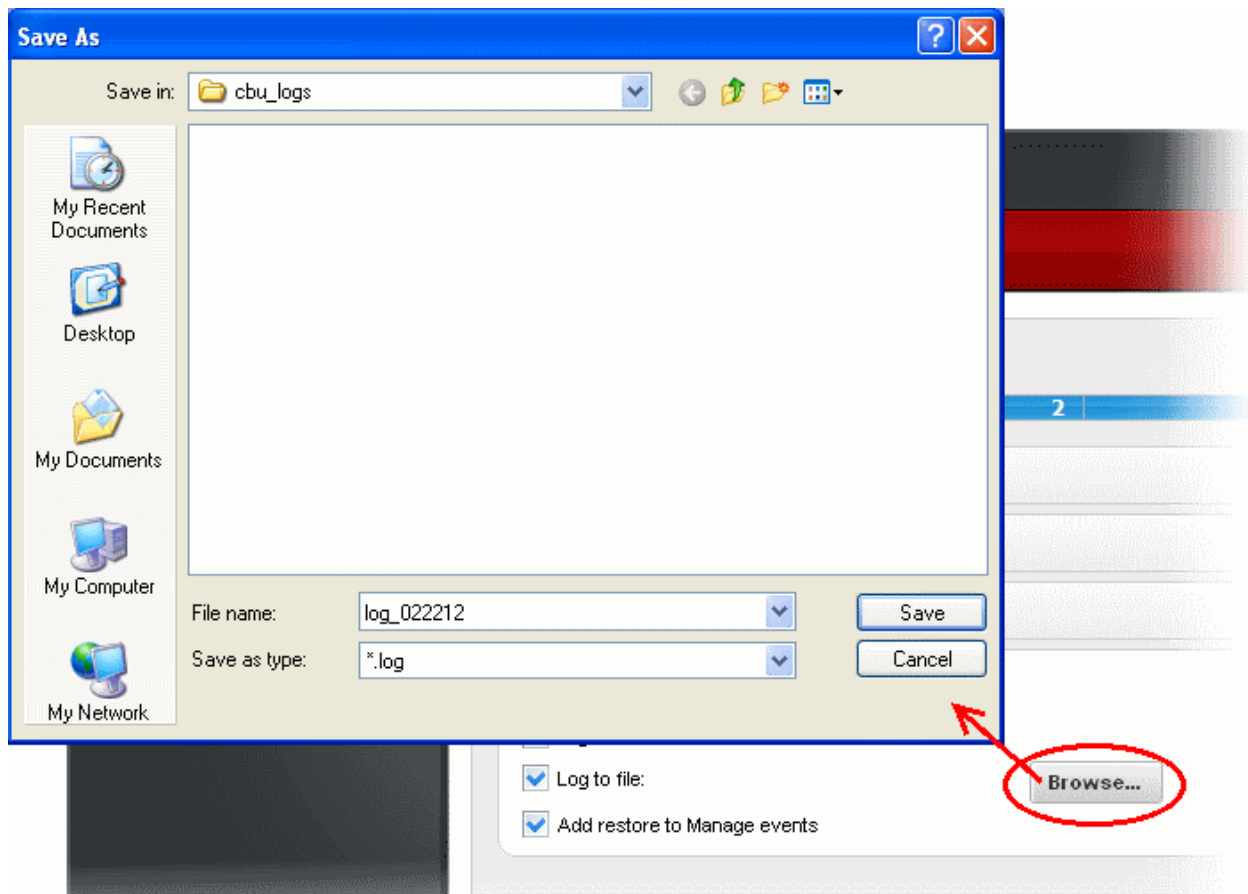 Save As
Save in: cbu_logs
My Recent
Documents
Desktop
My Documents
My Computer
My Network
File name: log_022212 Save
Save as type: *.log Cancel
2
Log to file: Browse...
Add restore to Manage events